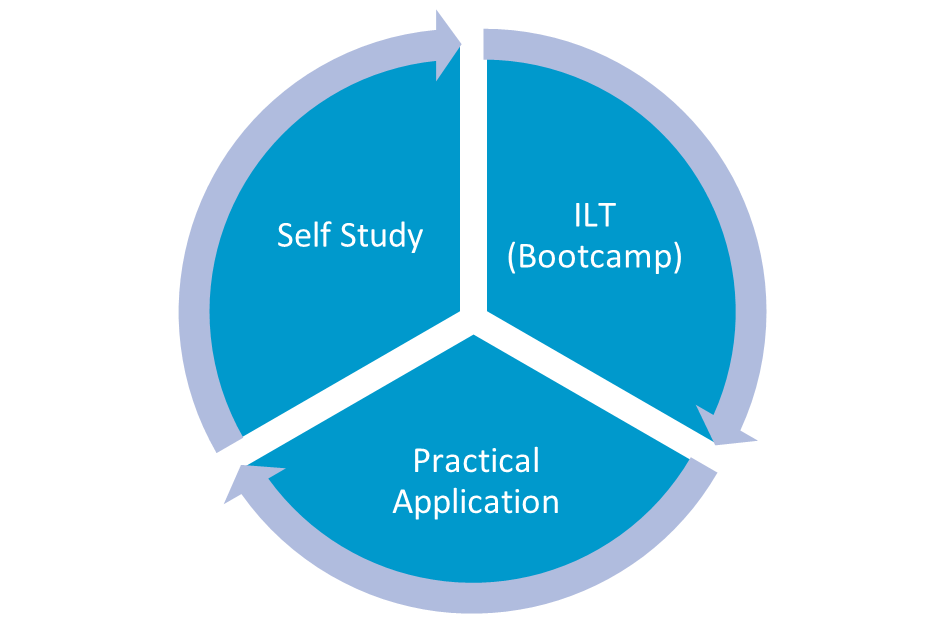 Self Study
ILT
(Bootcamp)
Practical
Application